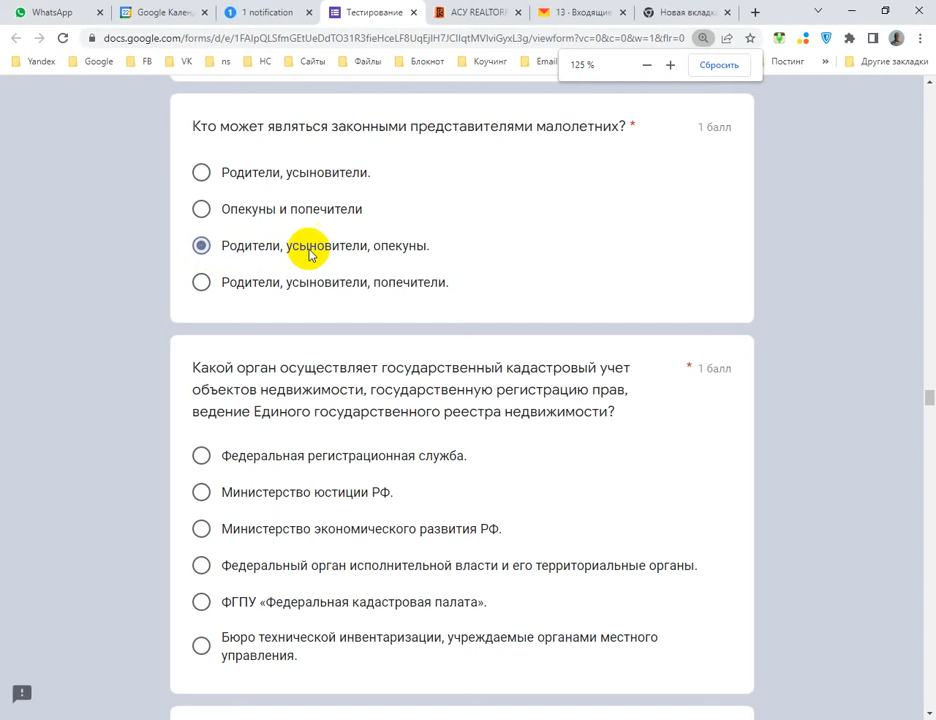 WhatsApp
Google Кален
1 notification
Тестирование
АСУ REALTOR
13 - Входящие
Новая вкладк
docs.google.com/forms/d/e/1FAIpQLSfmGEtUeDdTO31R3fieHceLF8UqEjlH7JCIIqtMVIviGyxL3g/viewform?vc=0&c=0&w=1&flr=0
Yandex
Google
FB
VK
ns
НС
Сайты
Файлы
Блокнот
Коучинг
Email
Постинг
»
Другие закладки
125 %
Сбросить
Кто может являться законными представителями малолетних? *
1 балл
Родители, усыновители.
Опекуны и попечители
Родители, усыновители, опекуны.
Родители, усыновители, попечители.
Какой орган осуществляет государственный кадастровый учет
* 1 балл
объектов недвижимости, государственную регистрацию прав,
ведение Единого государственного реестра недвижимости?
Федеральная регистрационная служба.
Министерство юстиции РФ.
Министерство экономического развития РФ.
Федеральный орган исполнительной власти и его территориальные органы.
ФГПУ «Федеральная кадастровая палата».
Бюро технической инвентаризации, учреждаемые органами местного
управления.